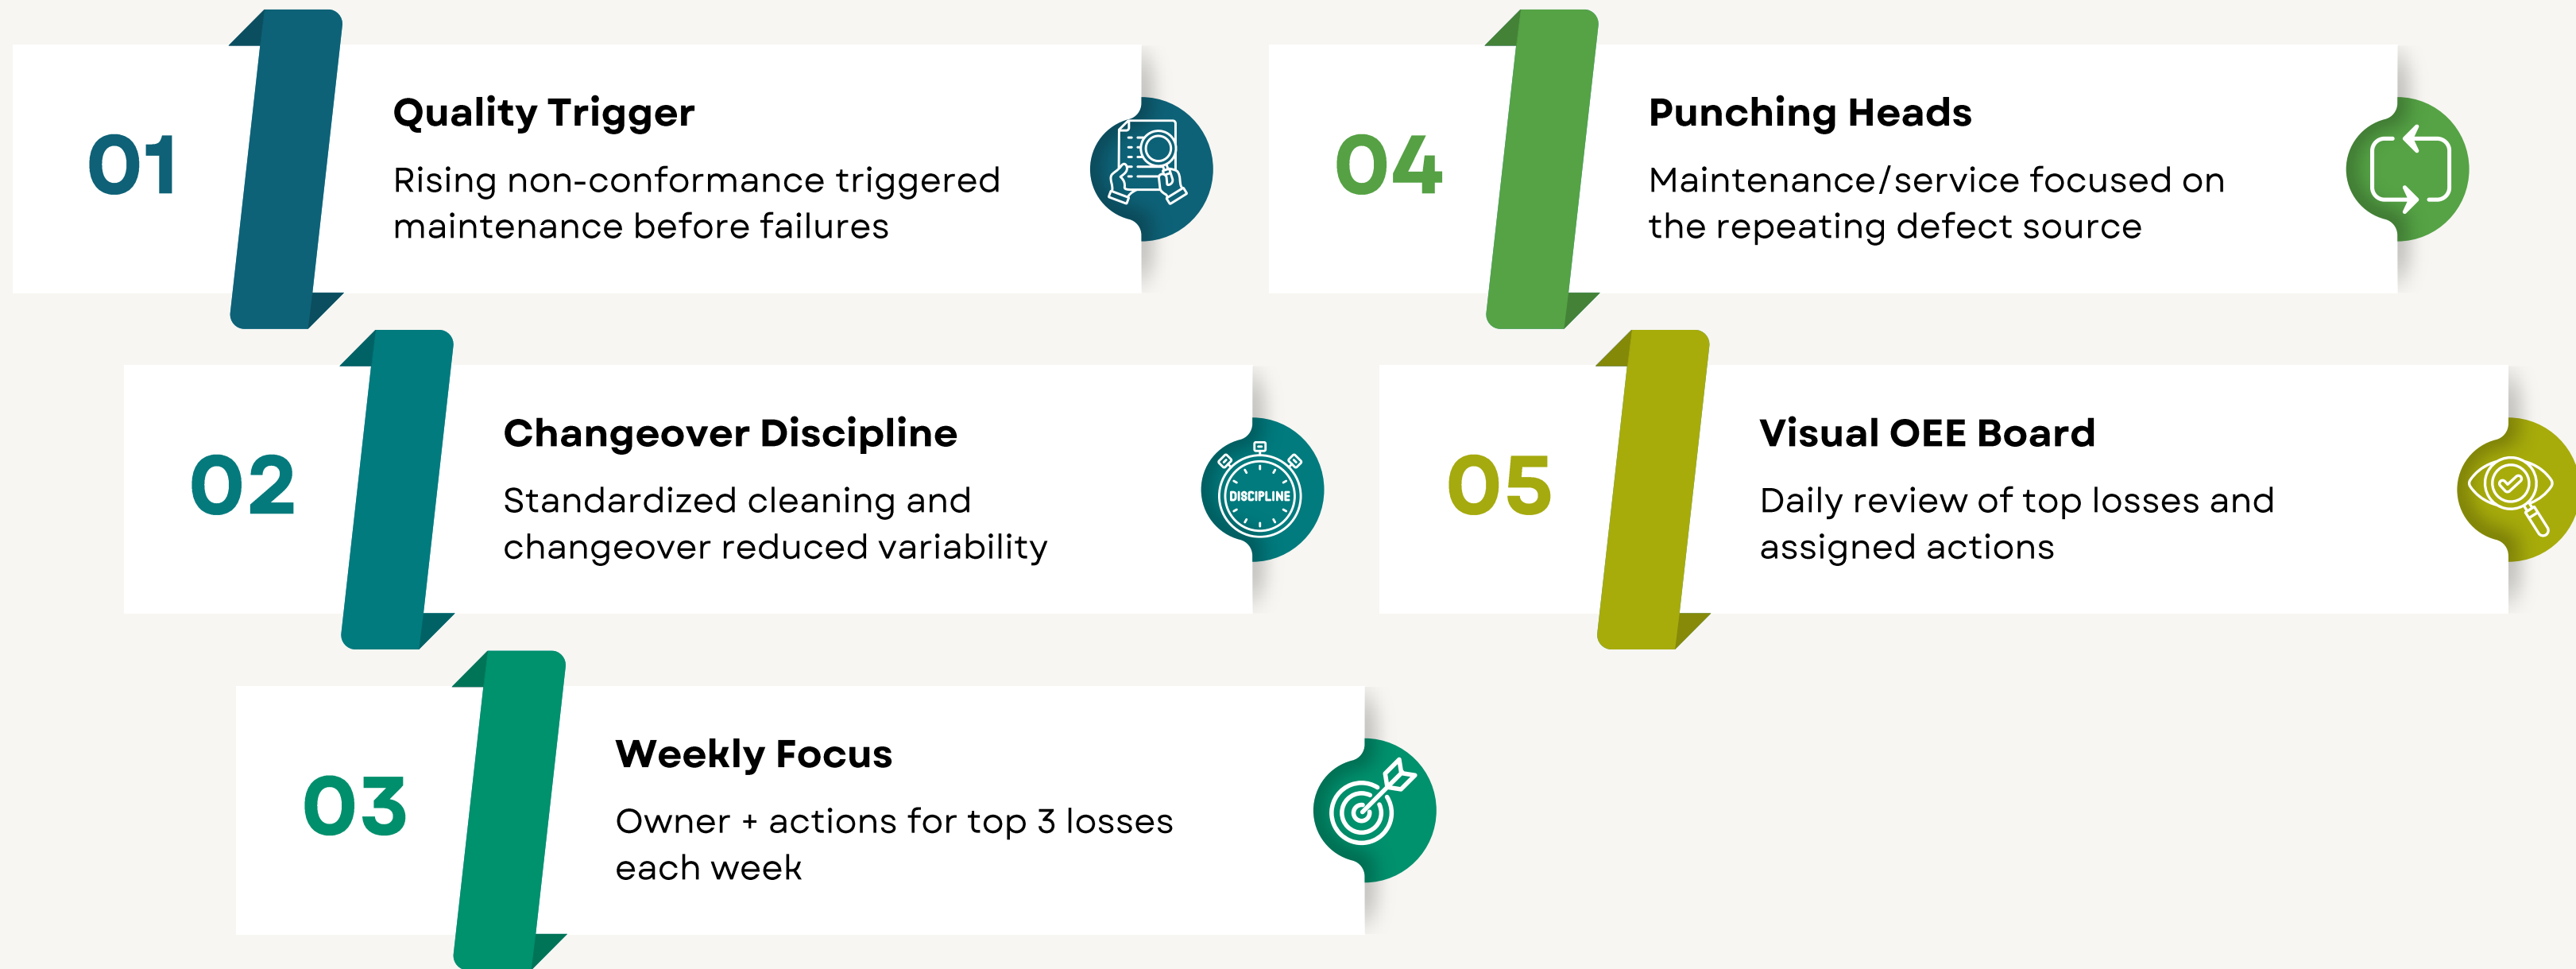 01
Quality Trigger
Rising non-conformance triggered
maintenance before failures
02
Changeover Discipline
Standardized cleaning and
changeover reduced variability
DISCIPLINE
03
Weekly Focus
Owner + actions for top 3 losses
each week
04
Punching Heads
Maintenance/service focused on
the repeating defect source
05
Visual OEE Board
Daily review of top losses and
assigned actions